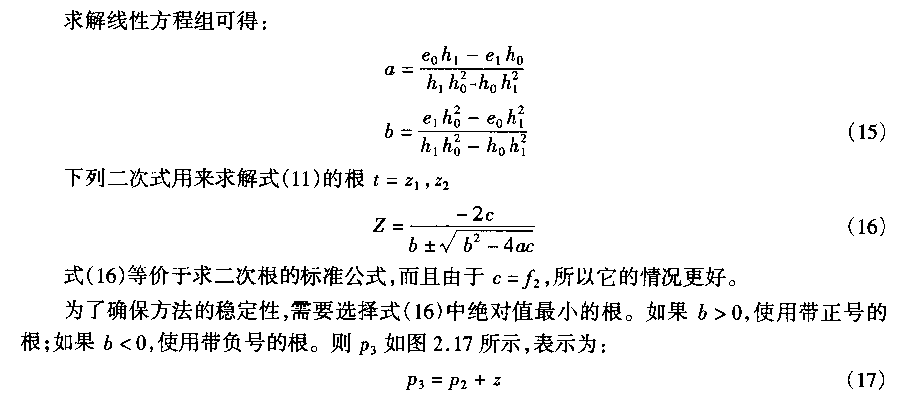 求解线性方程组可得:
a = \frac{e_0 h_1 - e_1 h_0}{h_1 h_0^2 - h_0 h_1^2}
b = \frac{e_1 h_0^2 - e_0 h_1^2}{h_1 h_0^2 - h_0 h_1^2} (15)
下列二次式用来求解式(11)的根 t = z_1, z_2
Z = \frac{-2c}{b \pm \sqrt{b^2 - 4ac}} (16)
式(16)等价于求二次根的标准公式,而且由于 c = f_2,所以它的情况更好。
为了确保方法的稳定性,需要选择式(16)中绝对值最小的根。如果 b > 0,使用带正号的
根;如果 b < 0,使用带负号的根。则 p_3 如图 2.17 所示,表示为:
p_3 = p_2 + z (17)